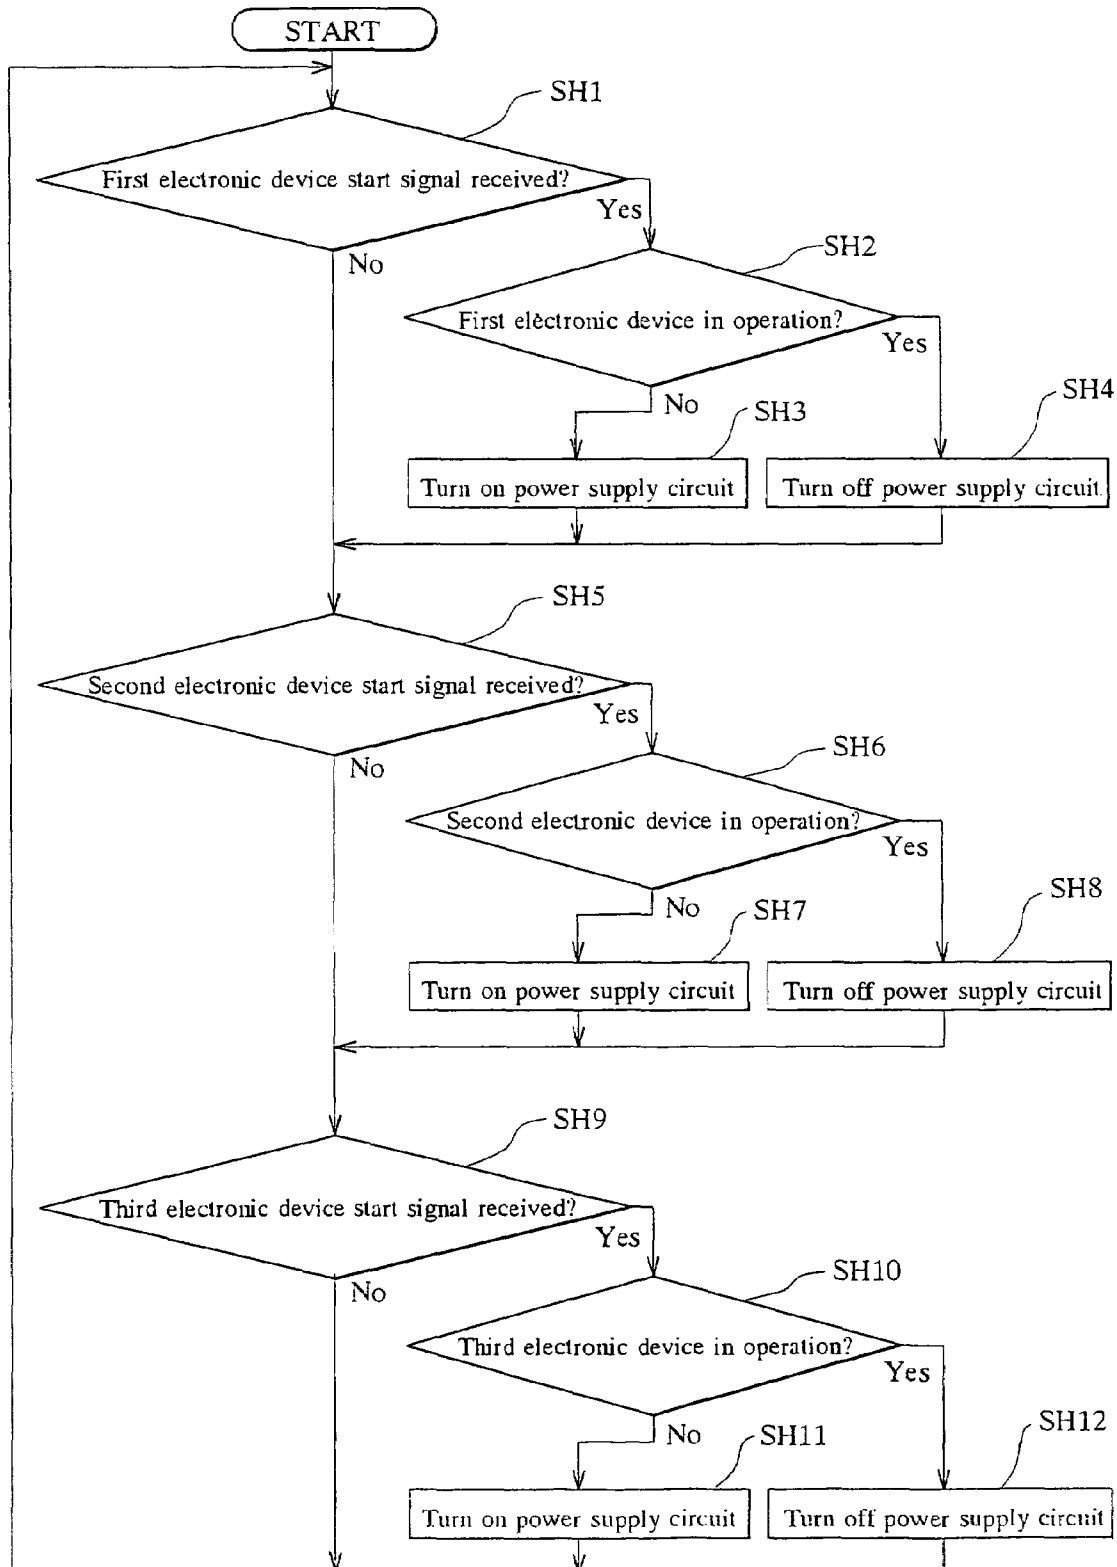 START
SH1
First electronic device start signal received?
Yes
No
SH2
First electronic device in operation?
Yes
No
SH3
SH4
Turn on power supply circuit
Turn off power supply circuit.
SH5
Second electronic device start signal received?
Yes
No
SH6
Second electronic device in operation?
Yes
No
SH7
SH8
Turn on power supply circuit
Turn off power supply circuit
SH9
Third electronic device start signal received?
Yes
No
SH10
Third electronic device in operation?
Yes
No
SH11
SH12
Turn on power supply circuit
Turn off power supply circuit